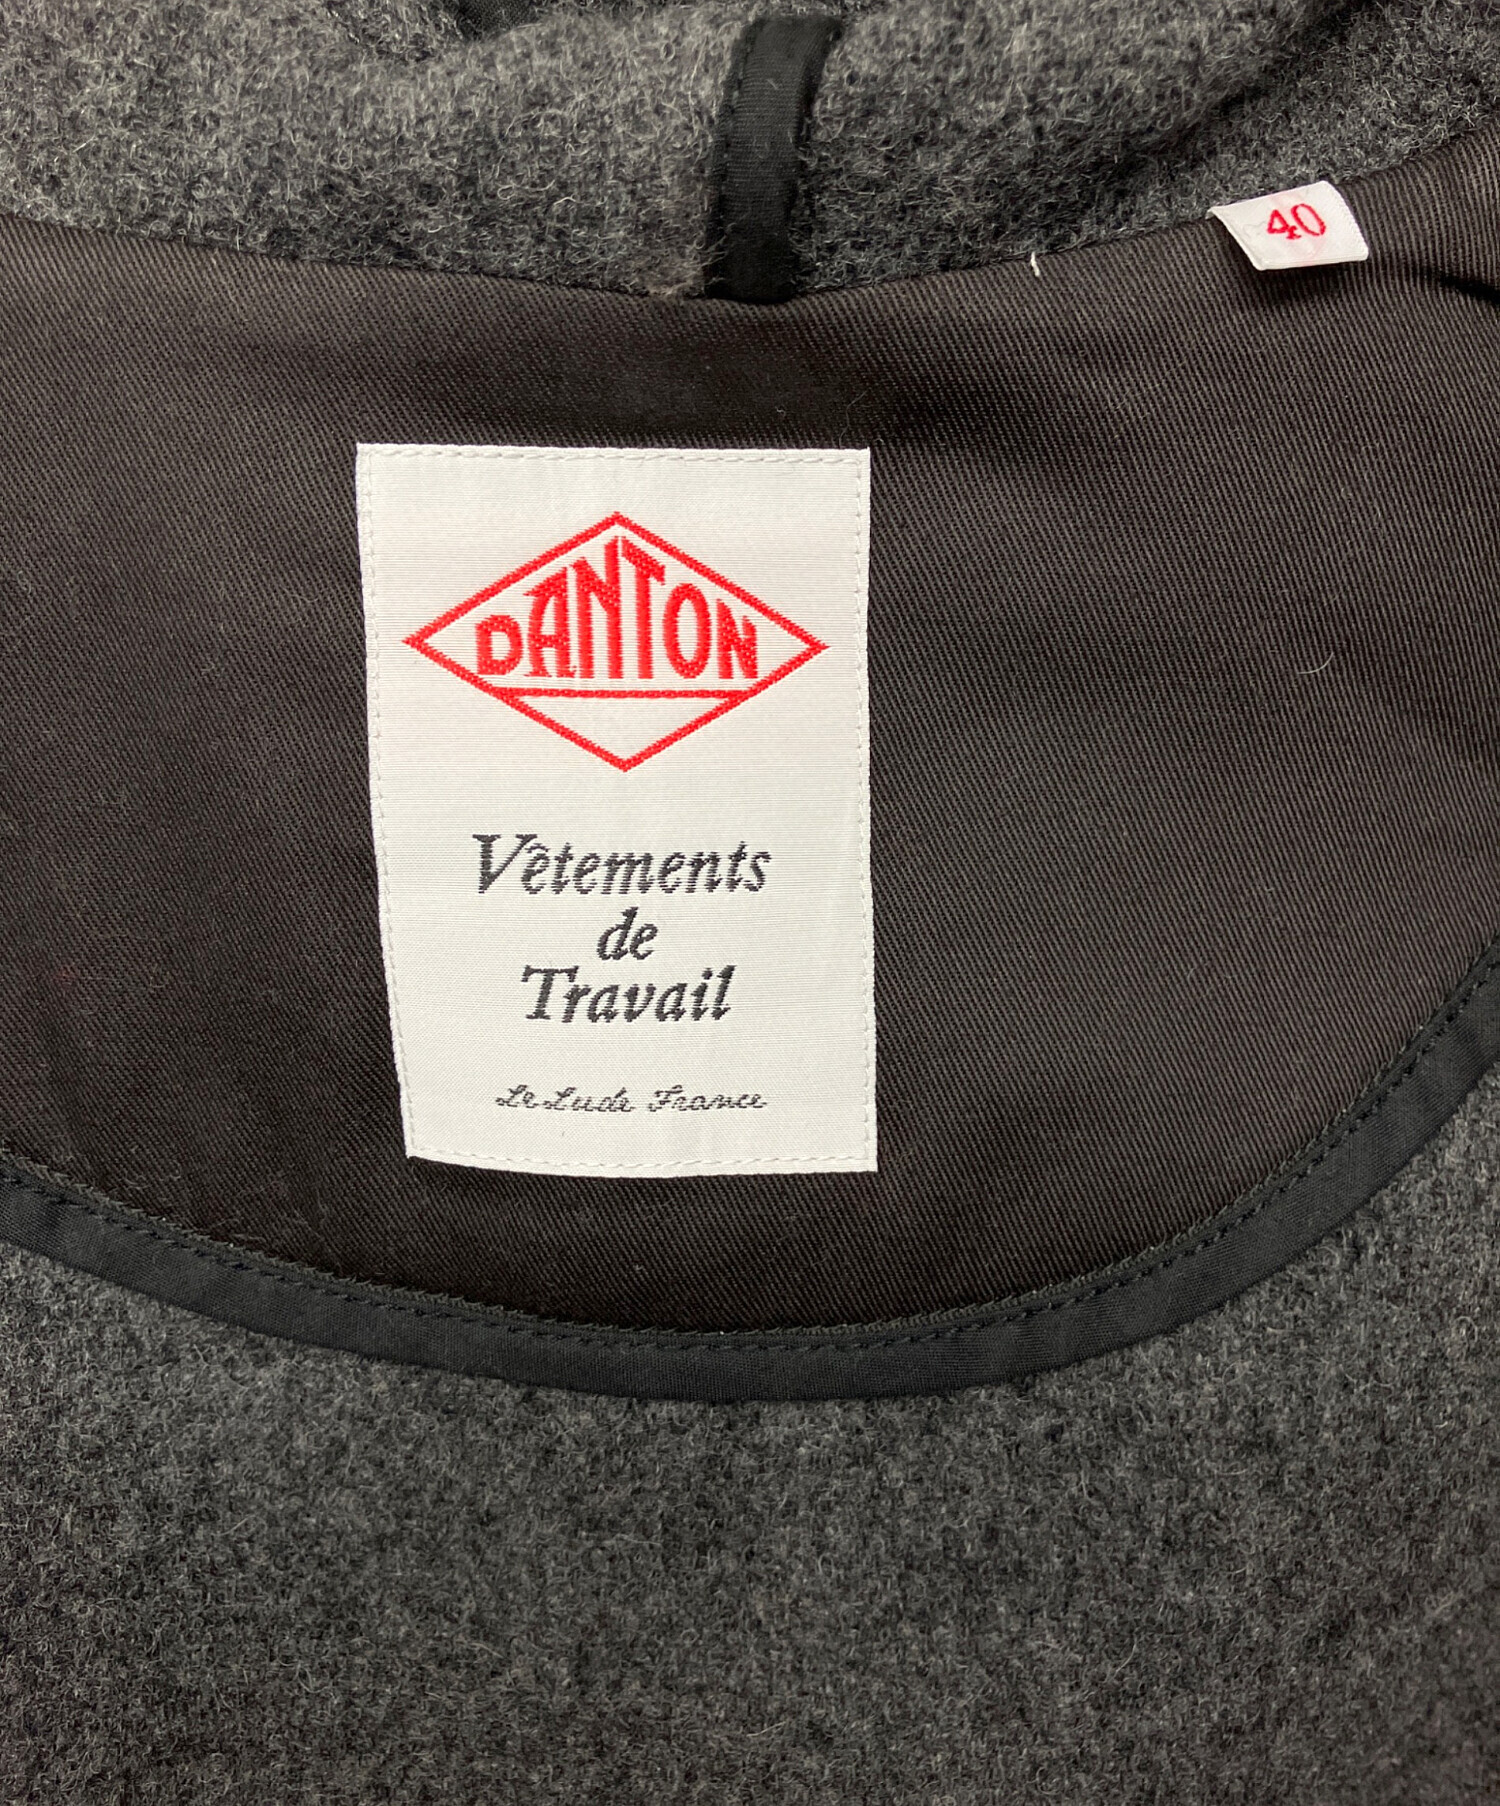 40
DANTON
Vêtements
de
Travail
Le Lude France